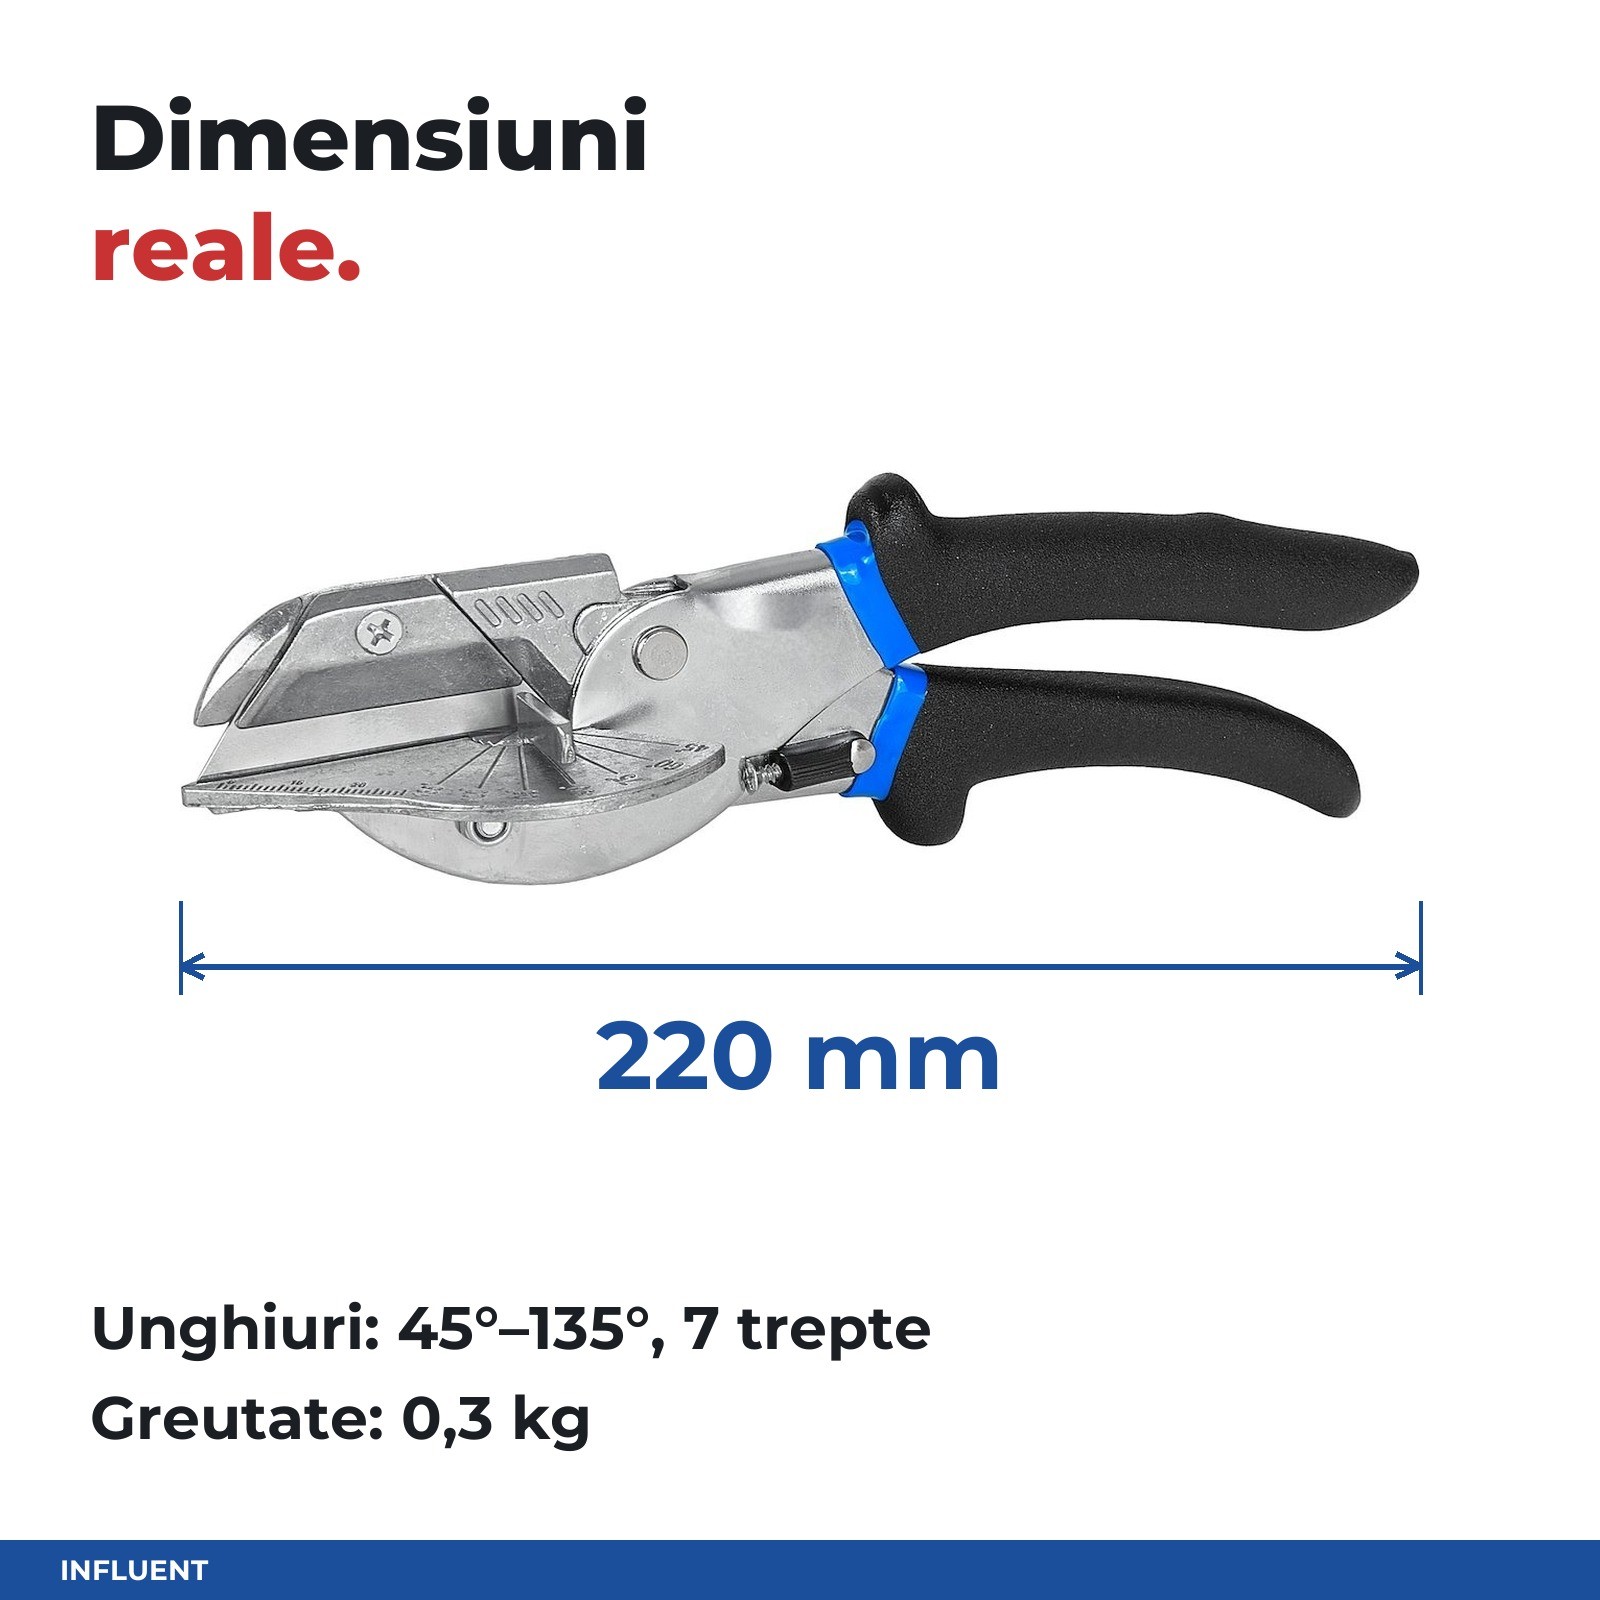 Dimensiuni
reale.
220 mm
Unghiuri: 45°–135°, 7 trepte
Greutate: 0,3 kg
INFLUENT